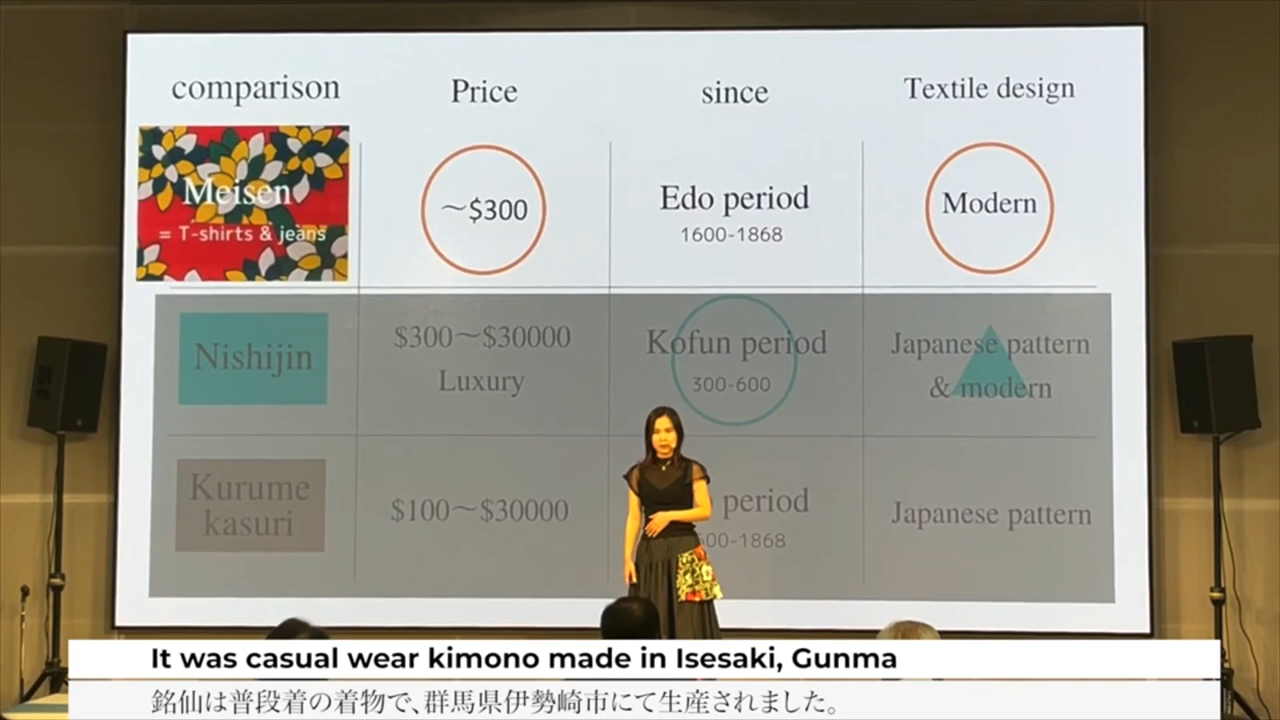 comparison Price since Textile design
Meisen
= T-shirts & jeans
~$300
Edo period
1600-1868
Modern
Nishijin
$300~$30000
Luxury
Kofun period
300-600
Japanese pattern
& modern
Kurume
kasuri
$100~$30000
period
00-1868
Japanese pattern
It was casual wear kimono made in Isesaki, Gunma
銘仙は普段着の着物で、群馬県伊勢崎市にて生産されました。